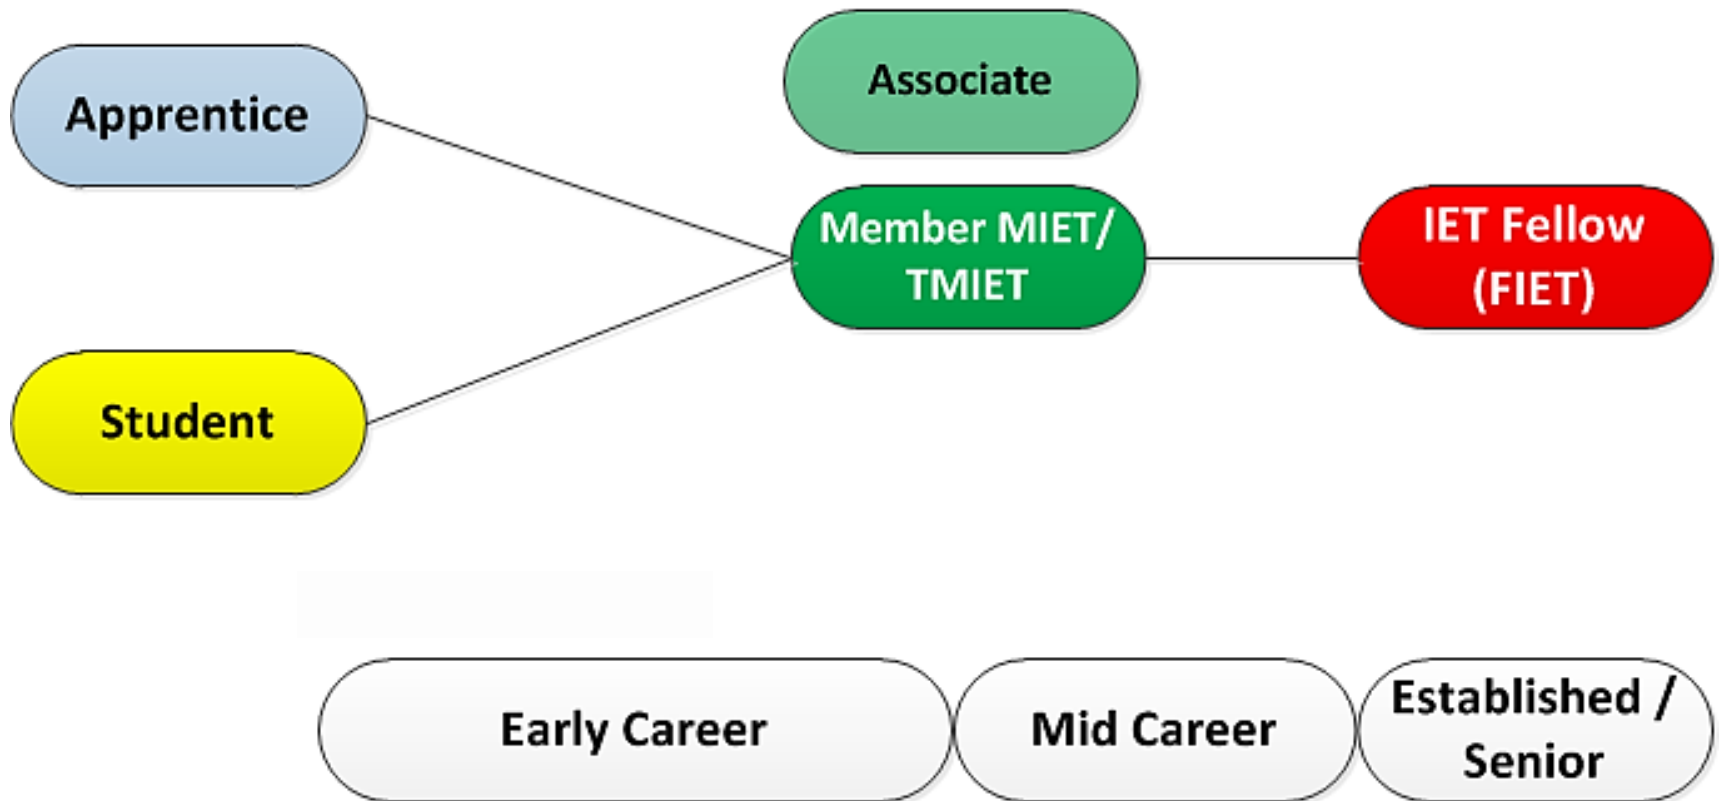 Apprentice
Associate
Member MIET/
TMIET
IET Fellow
(FIET)
Student
Early Career
Mid Career
Established /
Senior